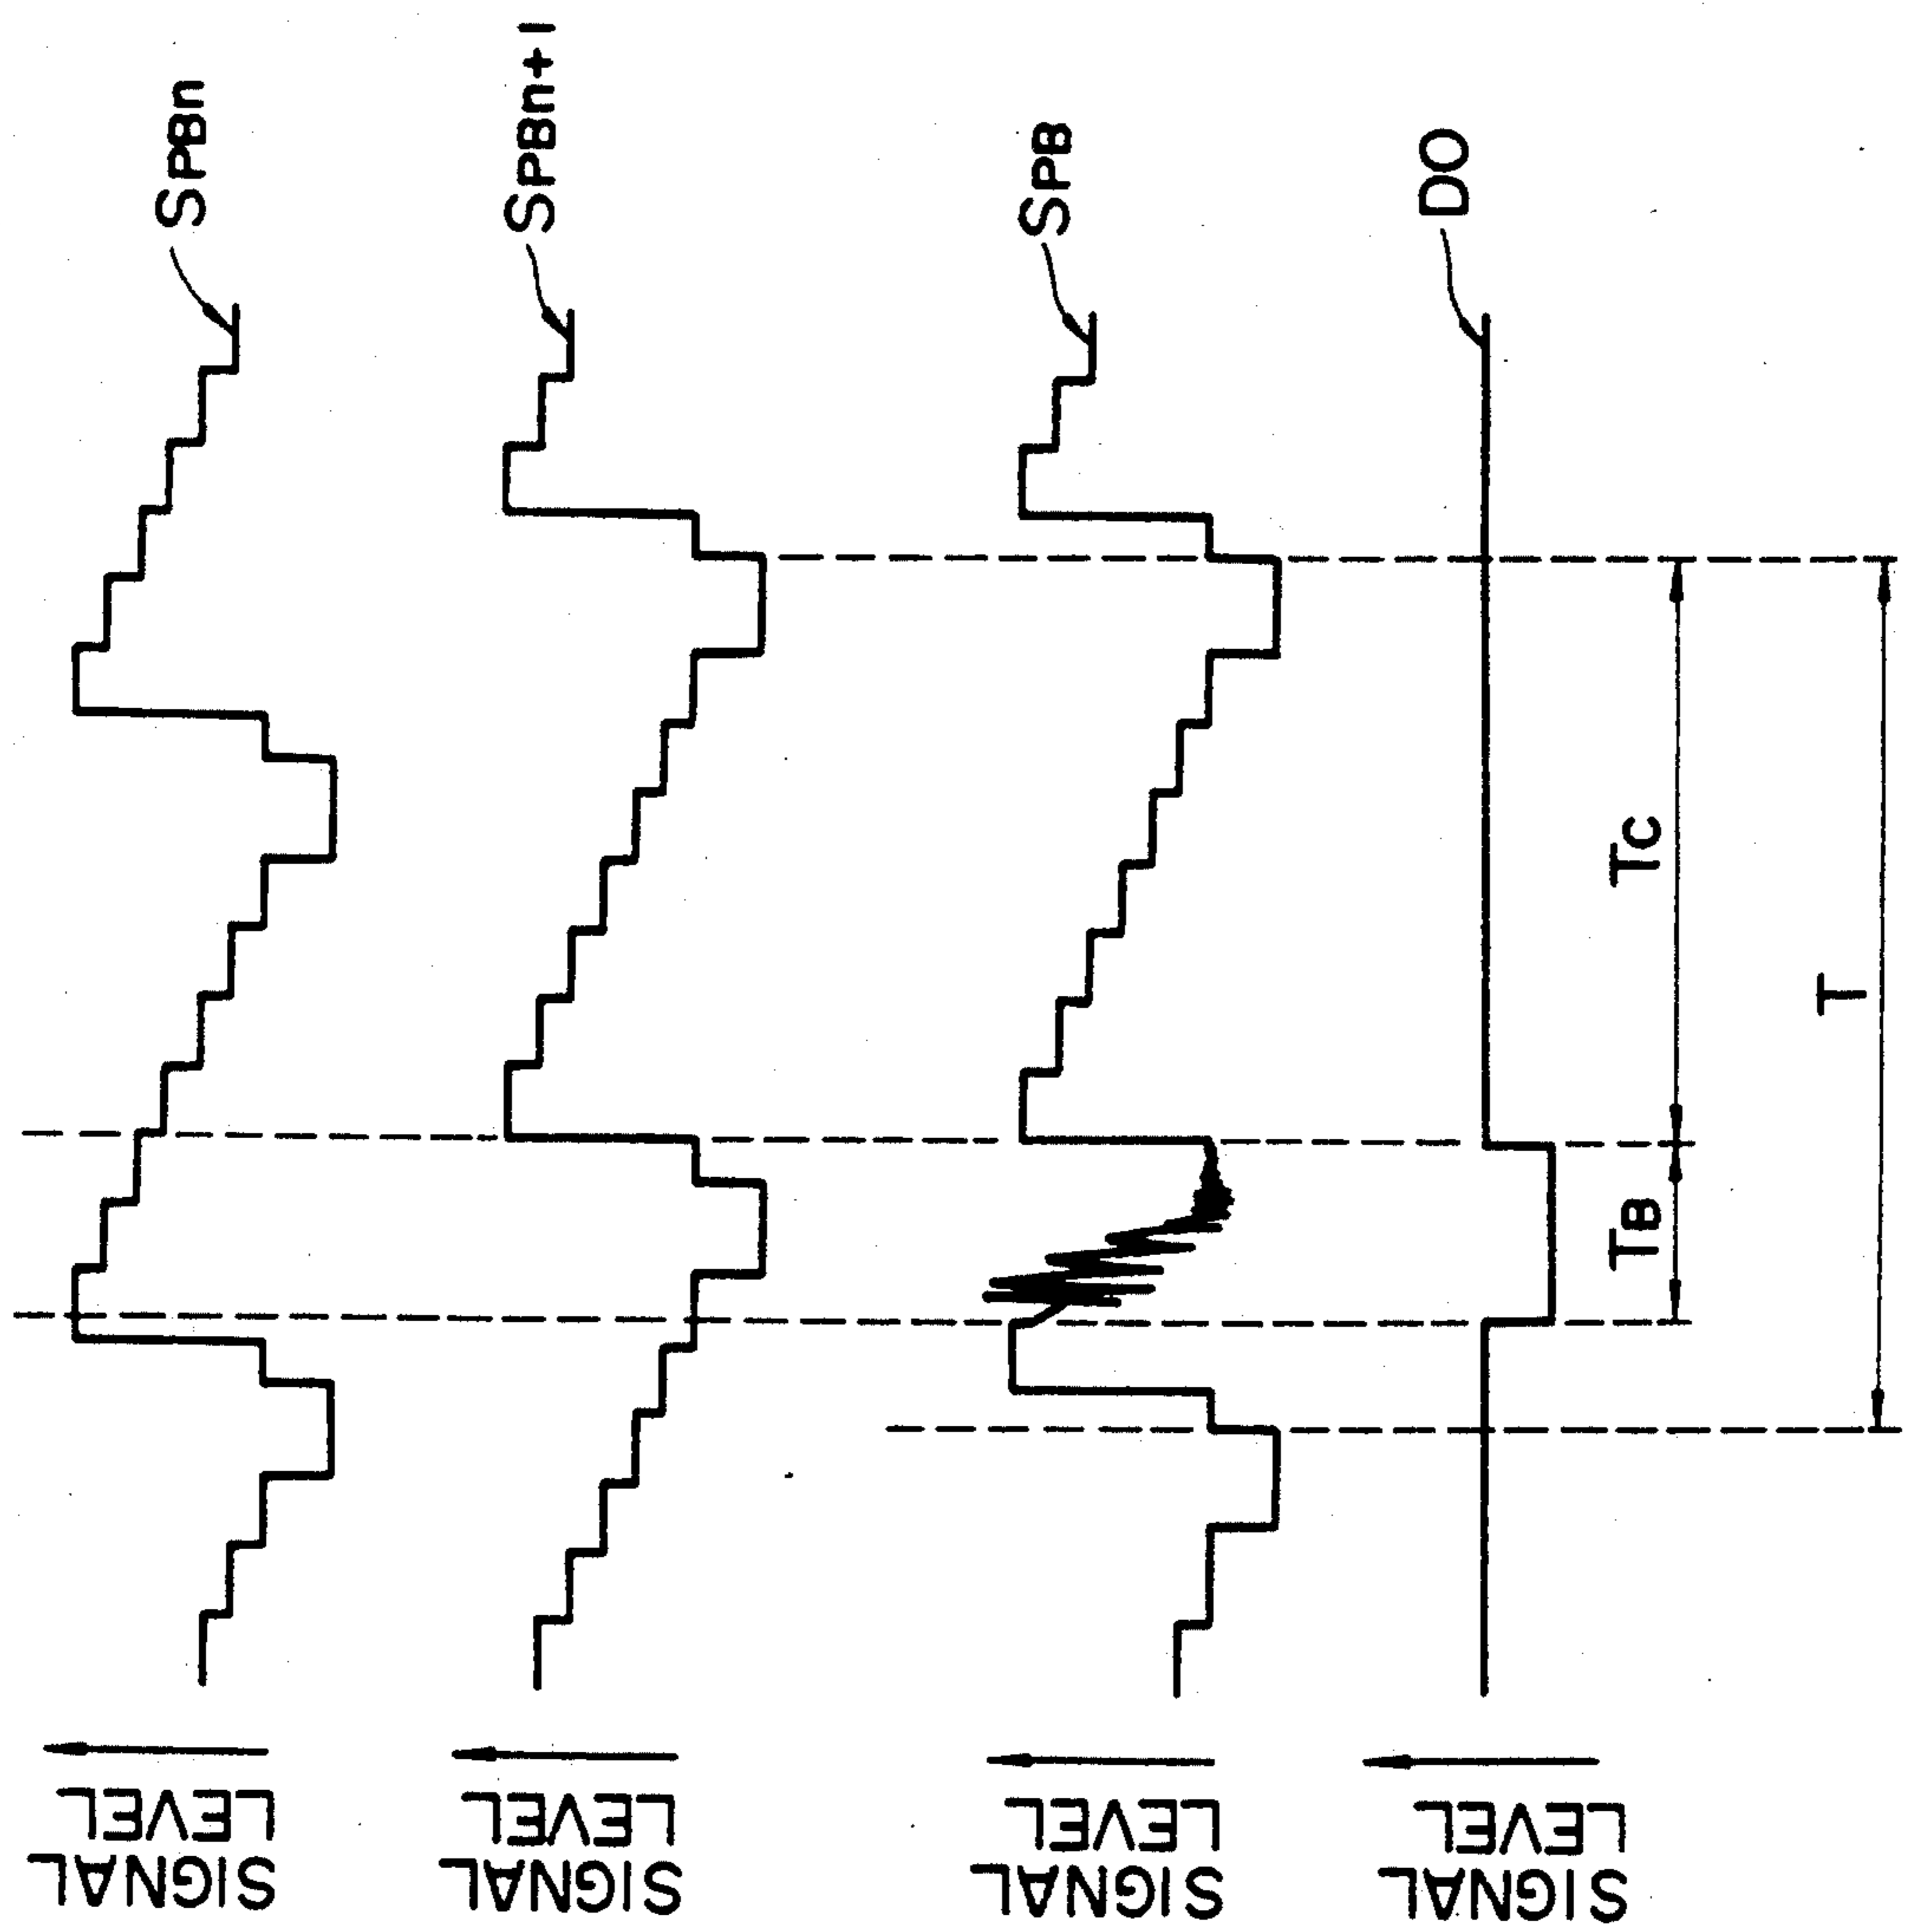 SIGNAL
LEVEL
SPBn
SIGNAL
LEVEL
SPBn+1
SIGNAL
LEVEL
SPB
SIGNAL
LEVEL
DO
TB
TC
T